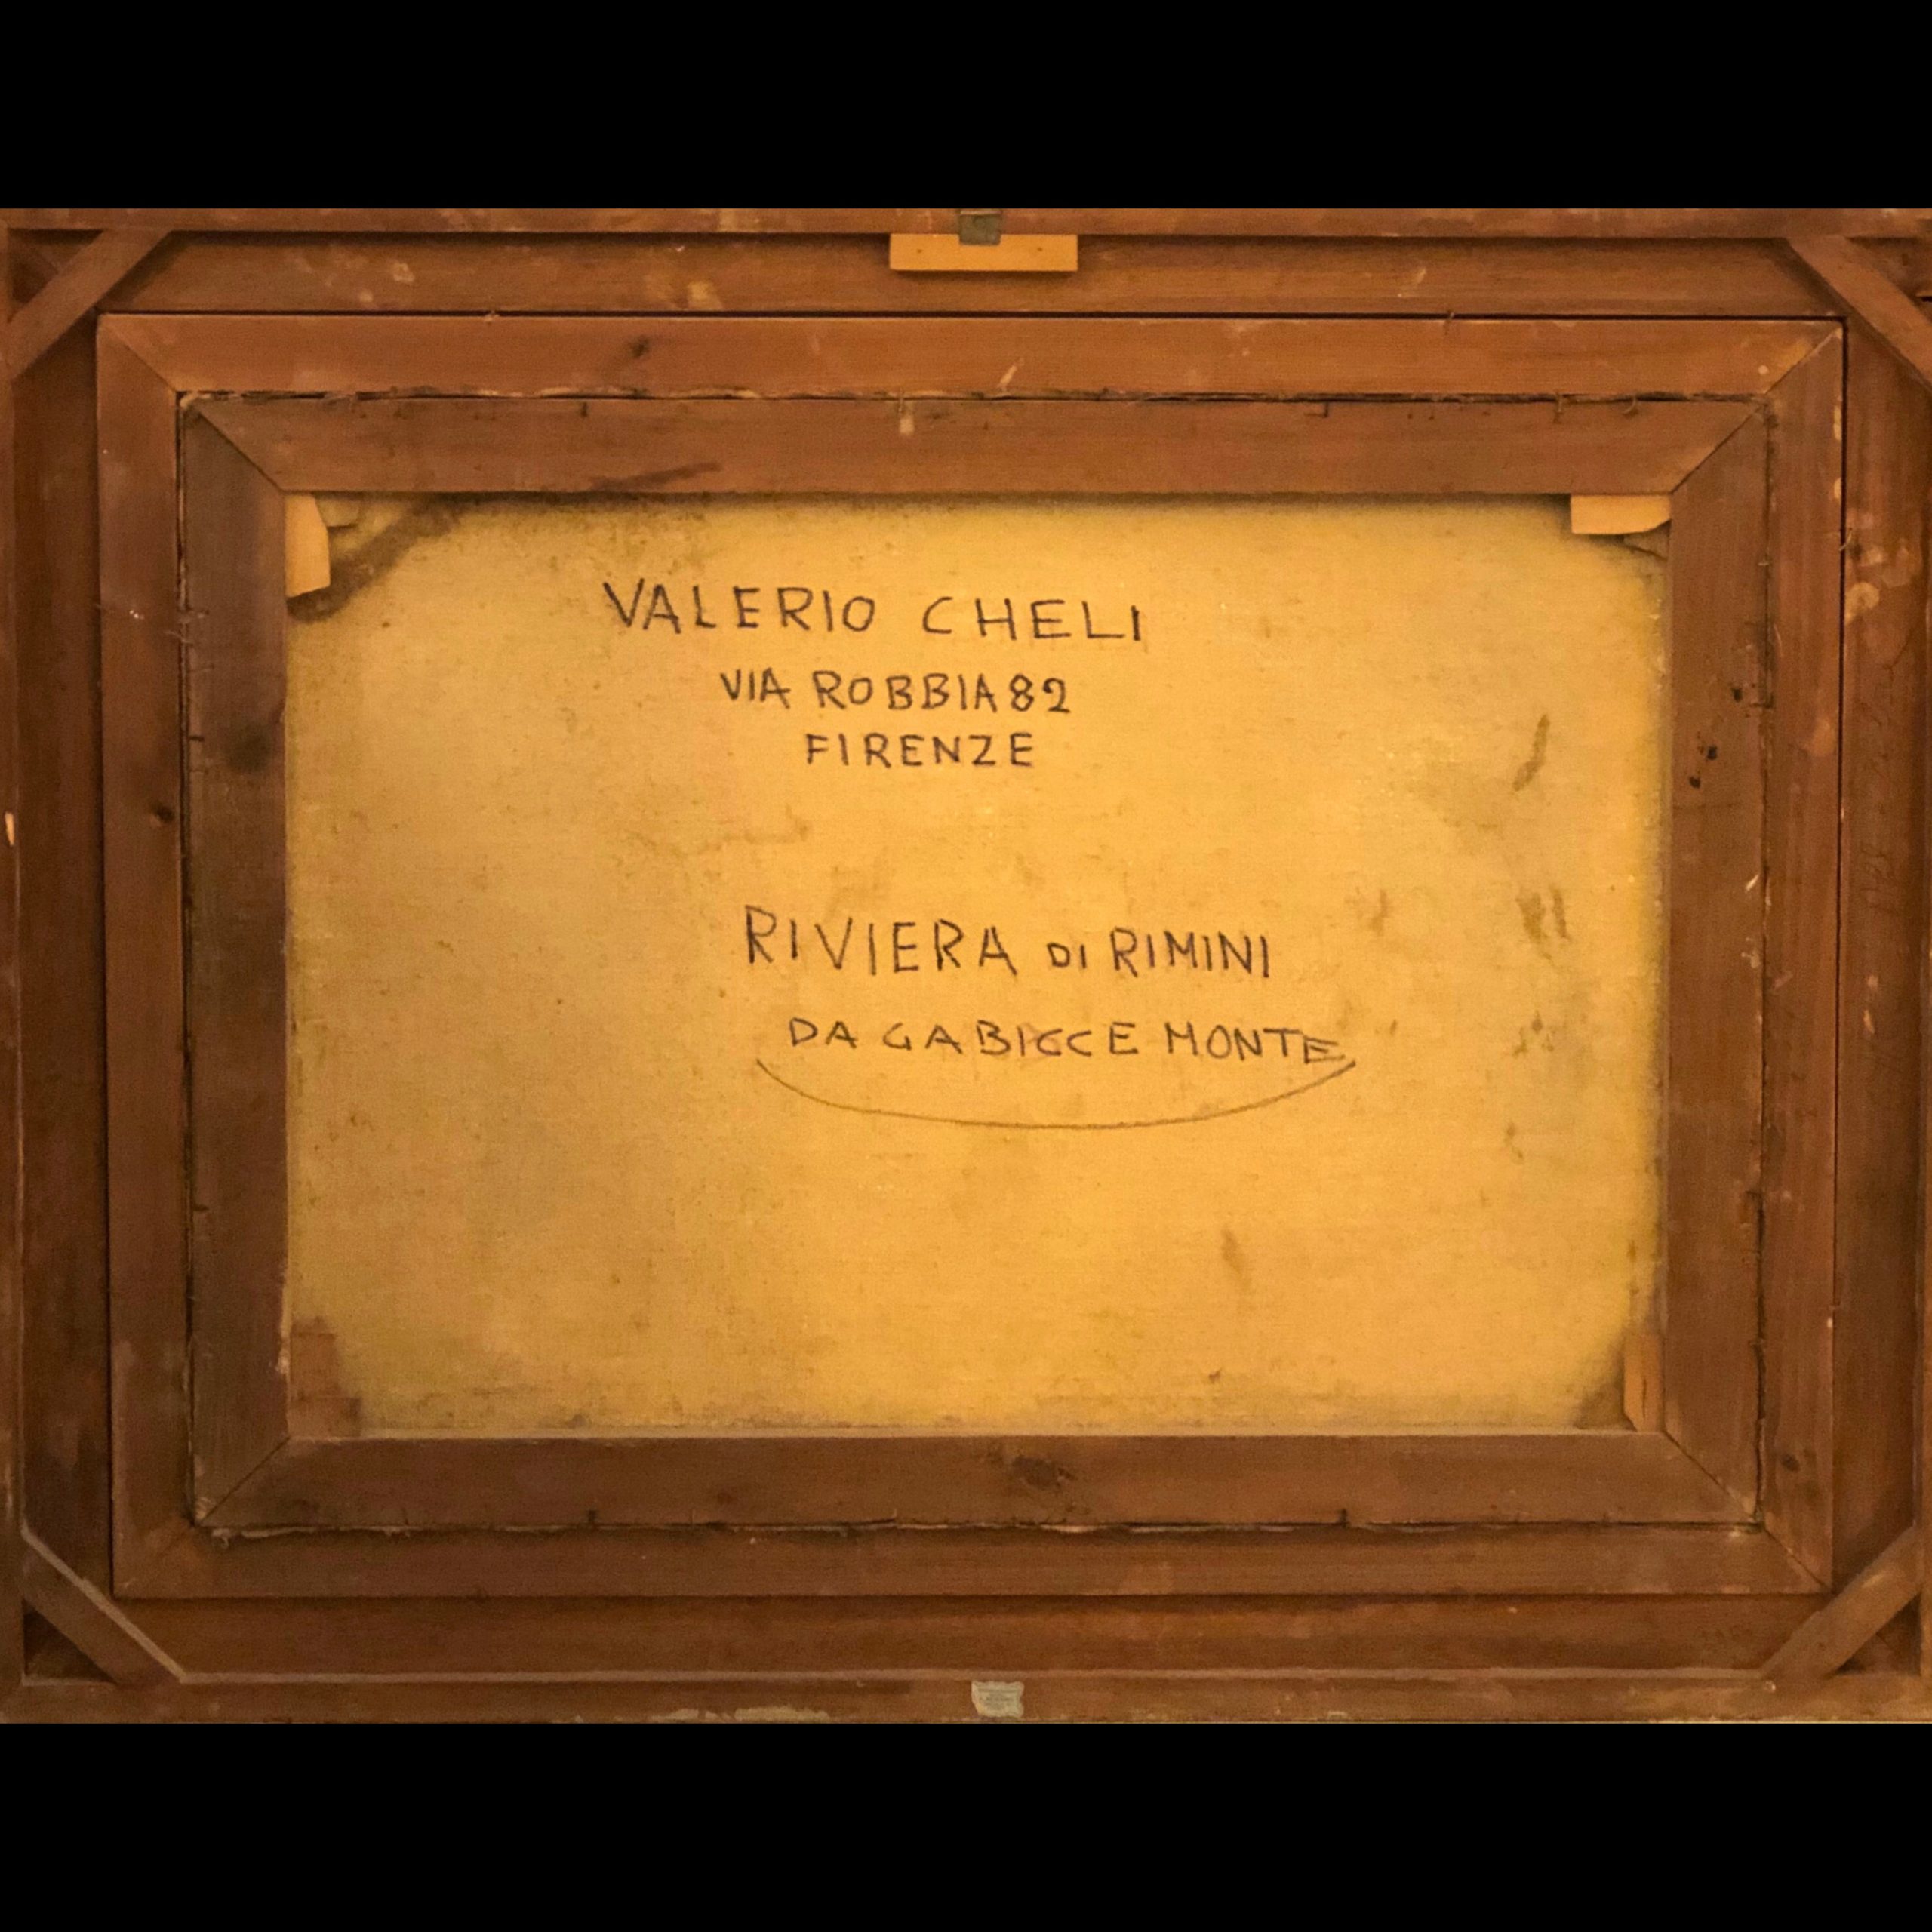 VALERIO CHELI
VIA ROBBIA 82
FIRENZE
RIVIERA DI RIMINI
DA GABICCE MONTE